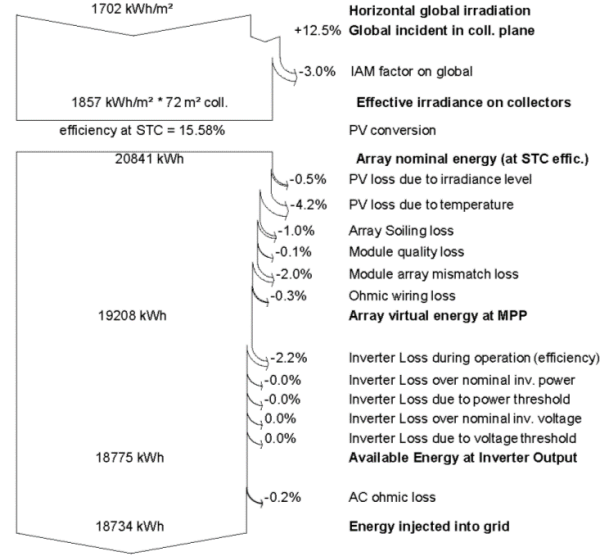 1702 kWh/m² Horizontal global irradiation
+12.5% Global incident in coll. plane
-3.0% IAM factor on global
1857 kWh/m² * 72 m² coll. Effective irradiance on collectors
efficiency at STC = 15.58% PV conversion
20841 kWh Array nominal energy (at STC effic.)
-0.5% PV loss due to irradiance level
-4.2% PV loss due to temperature
-1.0% Array Soiling loss
-0.1% Module quality loss
-2.0% Module array mismatch loss
-0.3% Ohmic wiring loss
19208 kWh Array virtual energy at MPP
-2.2% Inverter Loss during operation (efficiency)
-0.0% Inverter Loss over nominal inv. power
-0.0% Inverter Loss due to power threshold
0.0% Inverter Loss over nominal inv. voltage
0.0% Inverter Loss due to voltage threshold
18775 kWh Available Energy at Inverter Output
-0.2% AC ohmic loss
18734 kWh Energy injected into grid